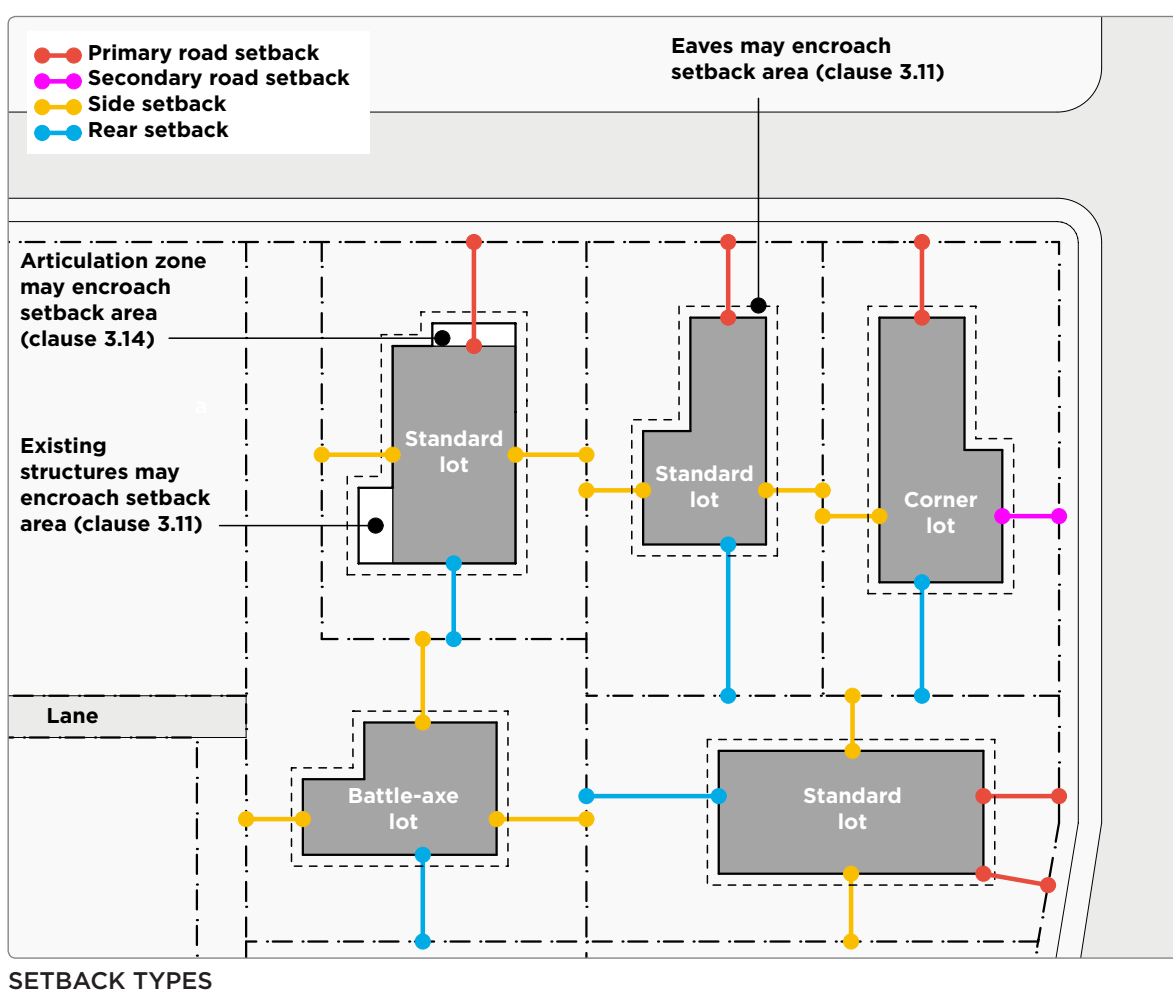 Primary road setback
Secondary road setback
Side setback
Rear setback
Eaves may encroach
setback area (clause 3.11)
Articulation zone
may encroach
setback area
(clause 3.14)
a
Existing
structures may
encroach setback
area (clause 3.11)
Standard
lot
Standard
lot
Corner
lot
Lane
Battle-axe
lot
Standard
lot
SETBACK TYPES